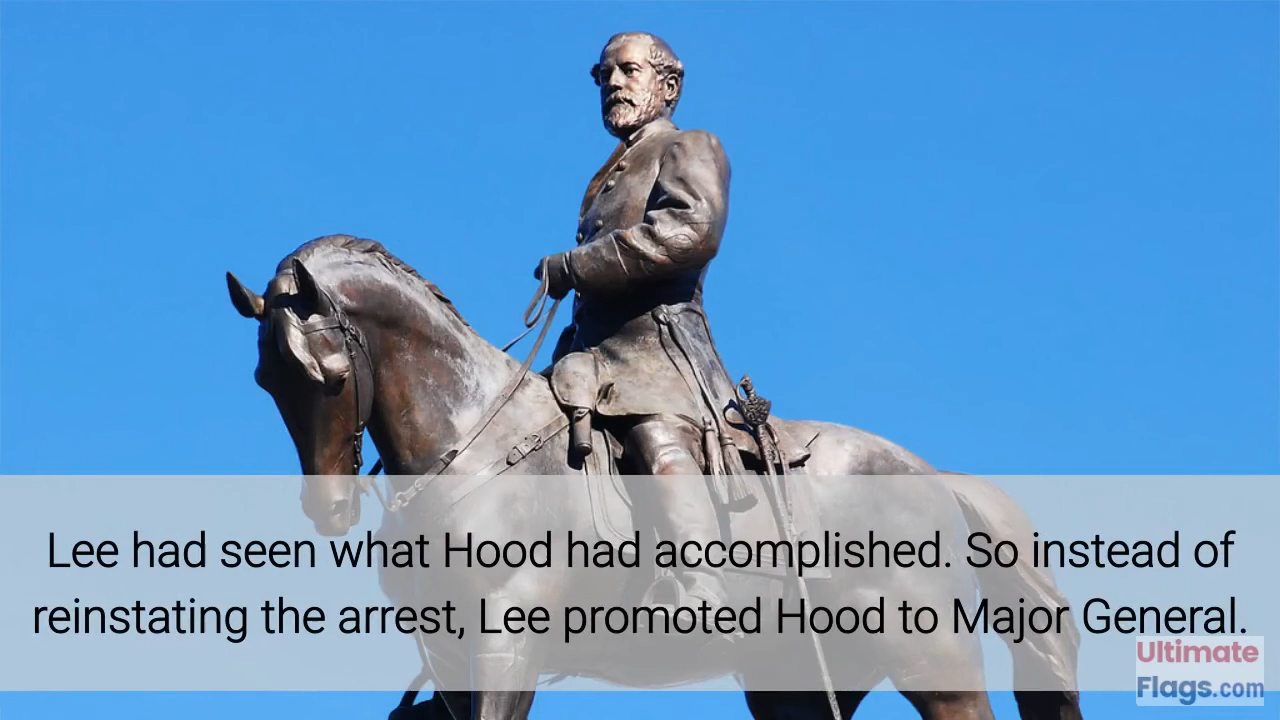 Lee had seen what Hood had accomplished. So instead of
reinstating the arrest, Lee promoted Hood to Major General.
Ultimate
Flags.com